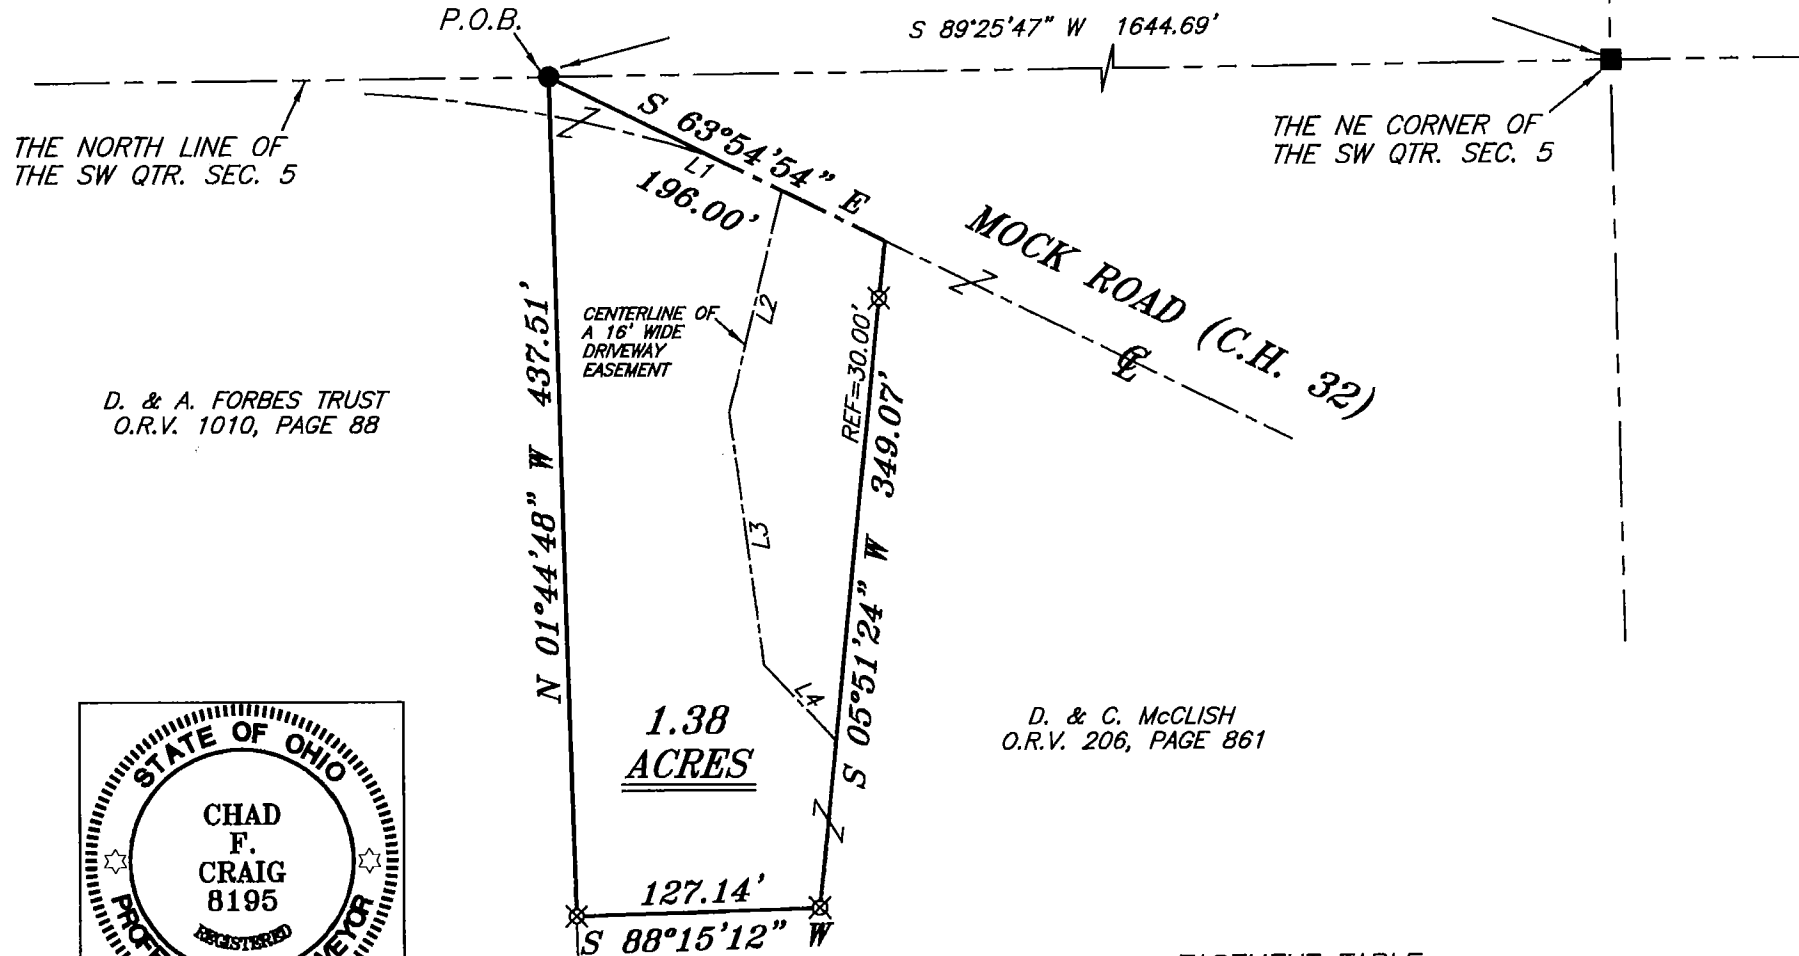 P.O.B.
S 89°25'47" W 1644.69'
THE NORTH LINE OF
THE SW QTR. SEC. 5
THE NE CORNER OF
THE SW QTR. SEC. 5
S 63°54'54" E
L1
196.00'
MOCK ROAD (C.H. 32)
CL
CENTERLINE OF
A 16' WIDE
DRIVEWAY
EASEMENT
L2
REF=30.00'
N 01°44'48" W 437.51'
S 05°51'24" W 349.07'
D. & A. FORBES TRUST
O.R.V. 1010, PAGE 88
L3
L4
1.38
ACRES
D. & C. McCLISH
O.R.V. 206, PAGE 861
STATE OF OHIO
CHAD
F.
CRAIG
8195
REGISTERED
127.14'
S 88°15'12" W